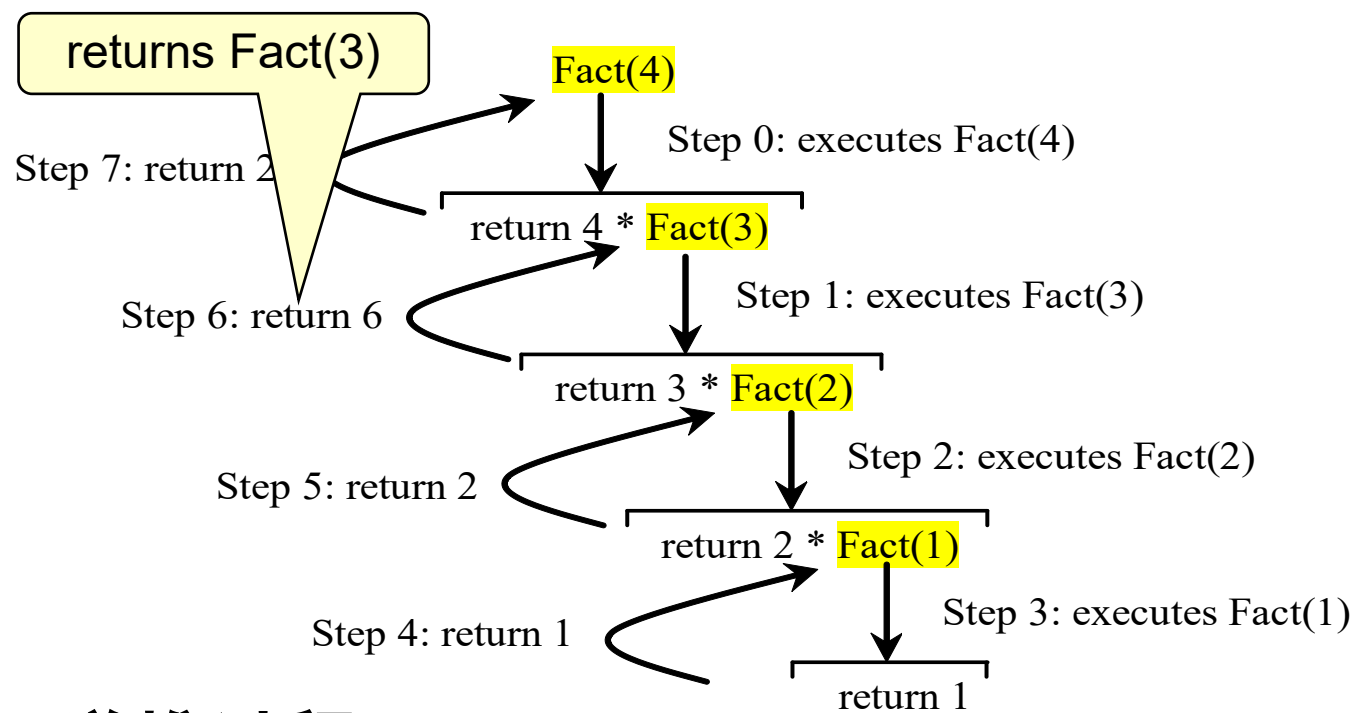 returns Fact(3)
Fact(4)
Step 0: executes Fact(4)
Step 7: return 2
return 4 * Fact(3)
Step 1: executes Fact(3)
Step 6: return 6
return 3 * Fact(2)
Step 2: executes Fact(2)
Step 5: return 2
return 2 * Fact(1)
Step 3: executes Fact(1)
Step 4: return 1
return 1